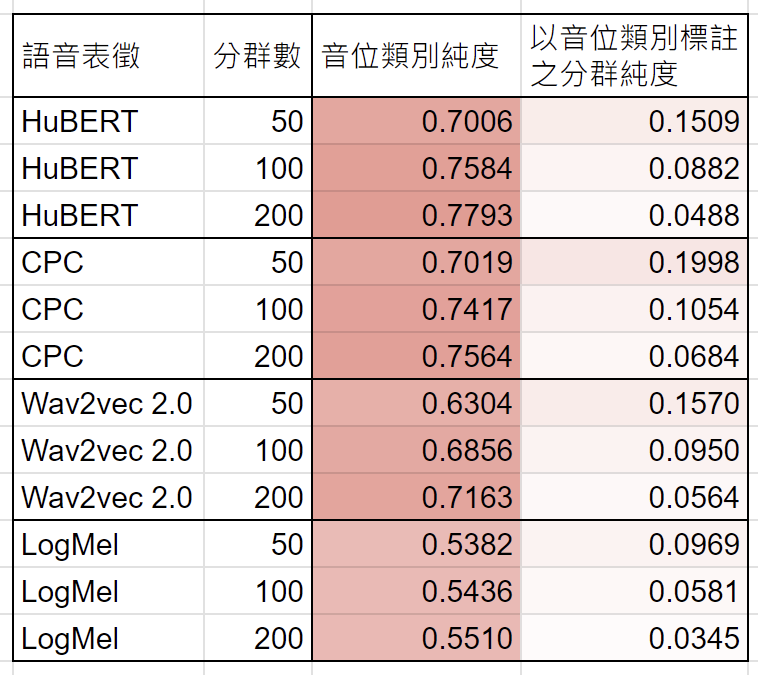 語音表徵 分群數 音位類別純度 以音位類別標註
之分群純度
HuBERT 50 0.7006 0.1509
HuBERT 100 0.7584 0.0882
HuBERT 200 0.7793 0.0488
CPC 50 0.7019 0.1998
CPC 100 0.7417 0.1054
CPC 200 0.7564 0.0684
Wav2vec 2.0 50 0.6304 0.1570
Wav2vec 2.0 100 0.6856 0.0950
Wav2vec 2.0 200 0.7163 0.0564
LogMel 50 0.5382 0.0969
LogMel 100 0.5436 0.0581
LogMel 200 0.5510 0.0345